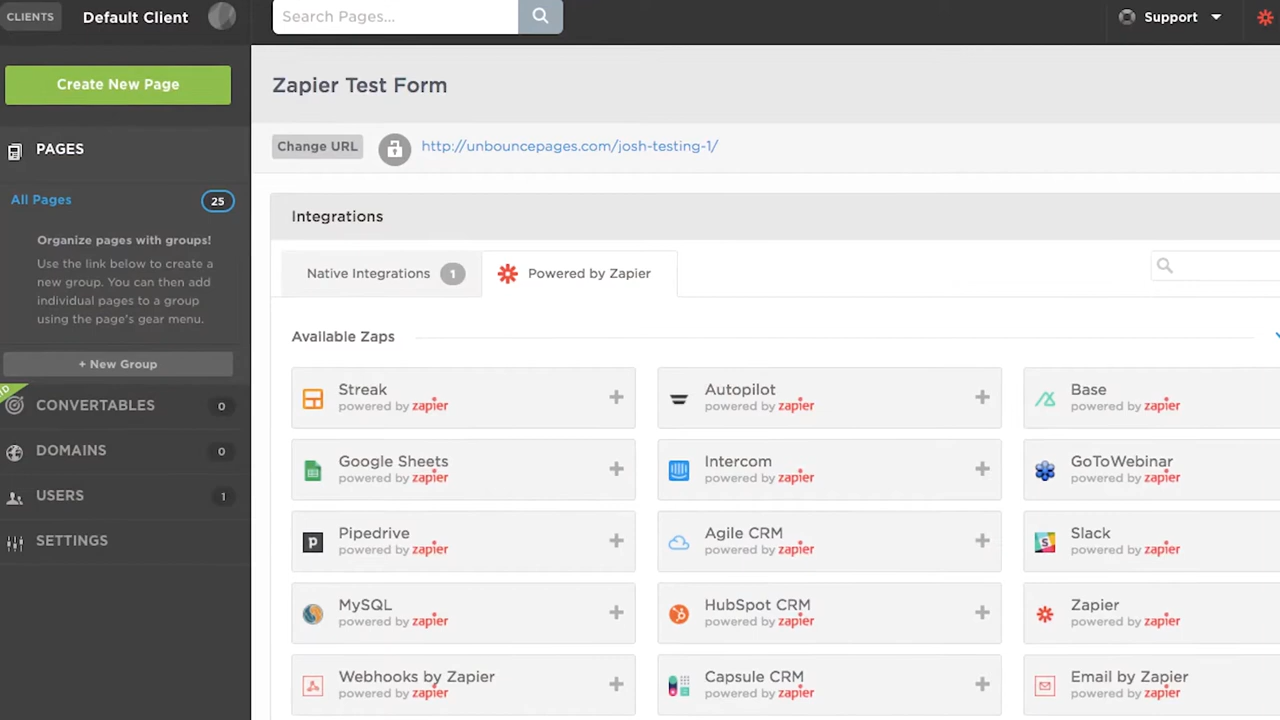 CLIENTS Default Client
Search Pages...
Support
Create New Page
PAGES
All Pages 25
Organize pages with groups!
Use the link below to create a
new group. You can then add
individual pages to a group
using the page's gear menu.
+ New Group
CONVERTABLES 0
DOMAINS 0
USERS 1
SETTINGS
Zapier Test Form
Change URL http://unbouncepages.com/josh-testing-1/
Integrations
Native Integrations 1 Powered by Zapier
Available Zaps
Streak
powered by zapier
Autopilot
powered by zapier
Base
powered by zapier
Google Sheets
powered by zapier
Intercom
powered by zapier
GoToWebinar
powered by zapier
Pipedrive
powered by zapier
Agile CRM
powered by zapier
Slack
powered by zapier
MySQL
powered by zapier
HubSpot CRM
powered by zapier
Zapier
powered by zapier
Webhooks by Zapier
powered by zapier
Capsule CRM
powered by zapier
Email by Zapier
powered by zapier